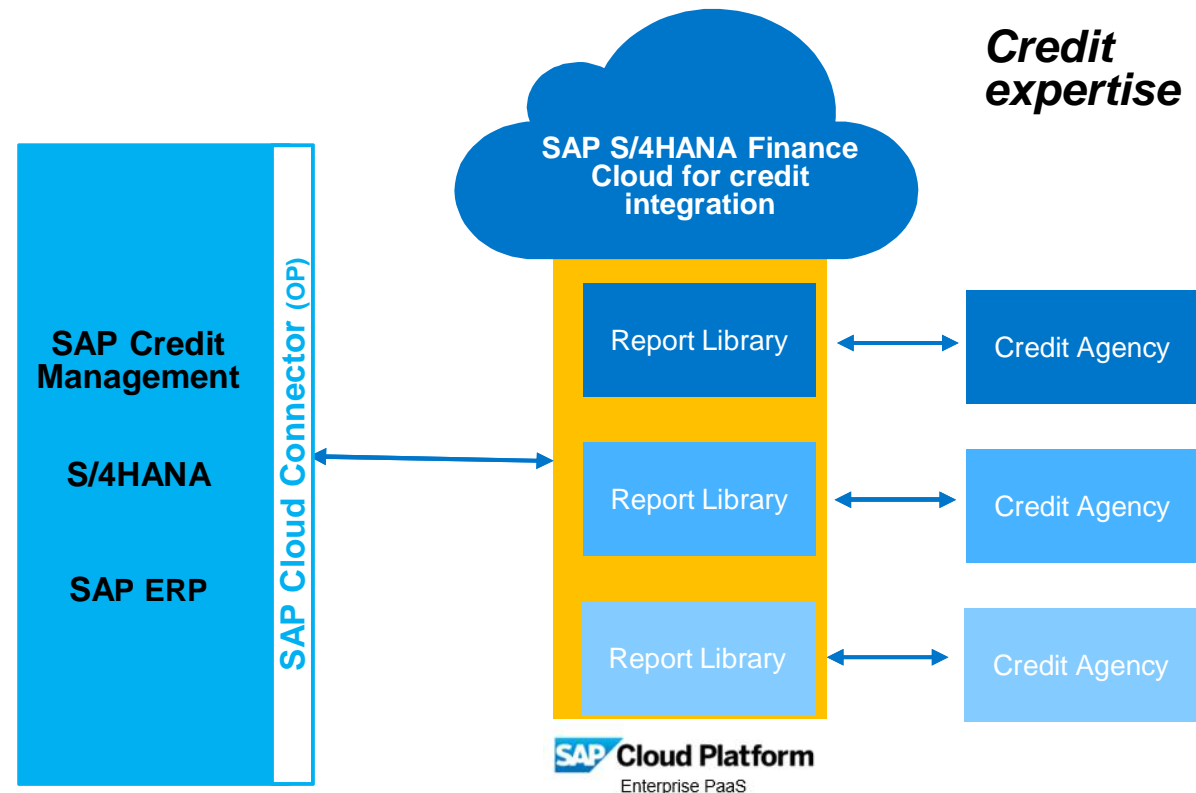 Credit
expertise
SAP S/4HANA Finance
Cloud for credit
integration
SAP Credit
Management
S/4HANA
SAP ERP
SAP Cloud Connector (OP)
Report Library
Credit Agency
Report Library
Credit Agency
Report Library
Credit Agency
SAP Cloud Platform
Enterprise PaaS